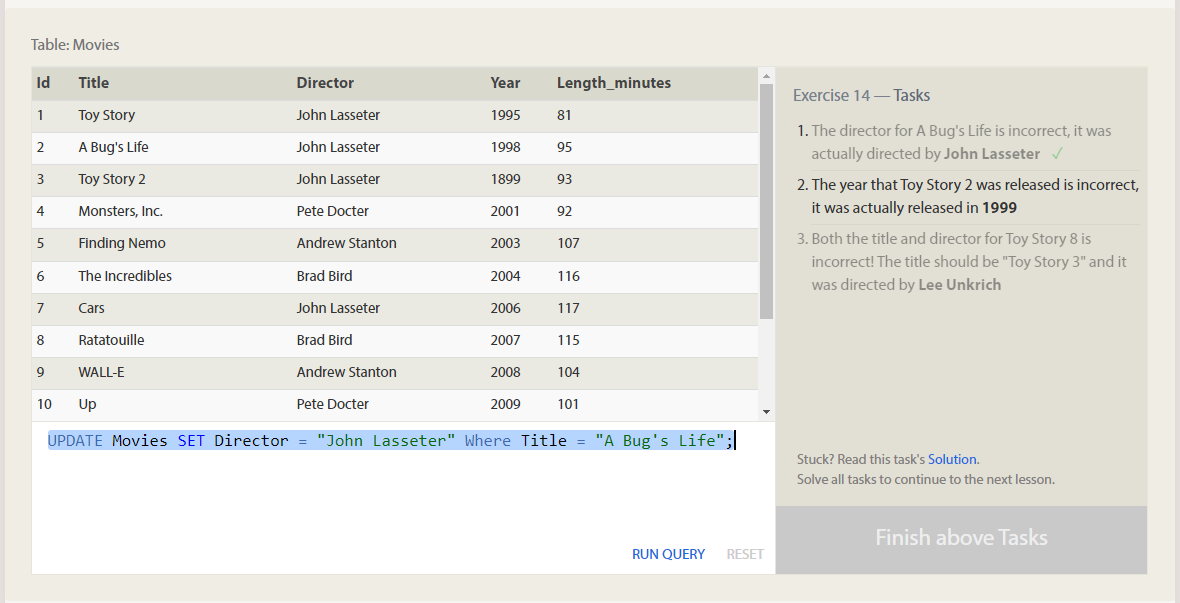 Table: Movies
Id Title Director Year Length_minutes
1 Toy Story John Lasseter 1995 81
2 A Bug's Life John Lasseter 1998 95
3 Toy Story 2 John Lasseter 1899 93
4 Monsters, Inc. Pete Docter 2001 92
5 Finding Nemo Andrew Stanton 2003 107
6 The Incredibles Brad Bird 2004 116
7 Cars John Lasseter 2006 117
8 Ratatouille Brad Bird 2007 115
9 WALL-E Andrew Stanton 2008 104
10 Up Pete Docter 2009 101
UPDATE Movies SET Director = "John Lasseter" Where Title = "A Bug's Life";
RUN QUERY RESET
Exercise 14 — Tasks
1. The director for A Bug's Life is incorrect, it was
actually directed by John Lasseter ✓
2. The year that Toy Story 2 was released is incorrect,
it was actually released in 1999
3. Both the title and director for Toy Story 8 is
incorrect! The title should be "Toy Story 3" and it
was directed by Lee Unkrich
Stuck? Read this task's Solution.
Solve all tasks to continue to the next lesson.
Finish above Tasks